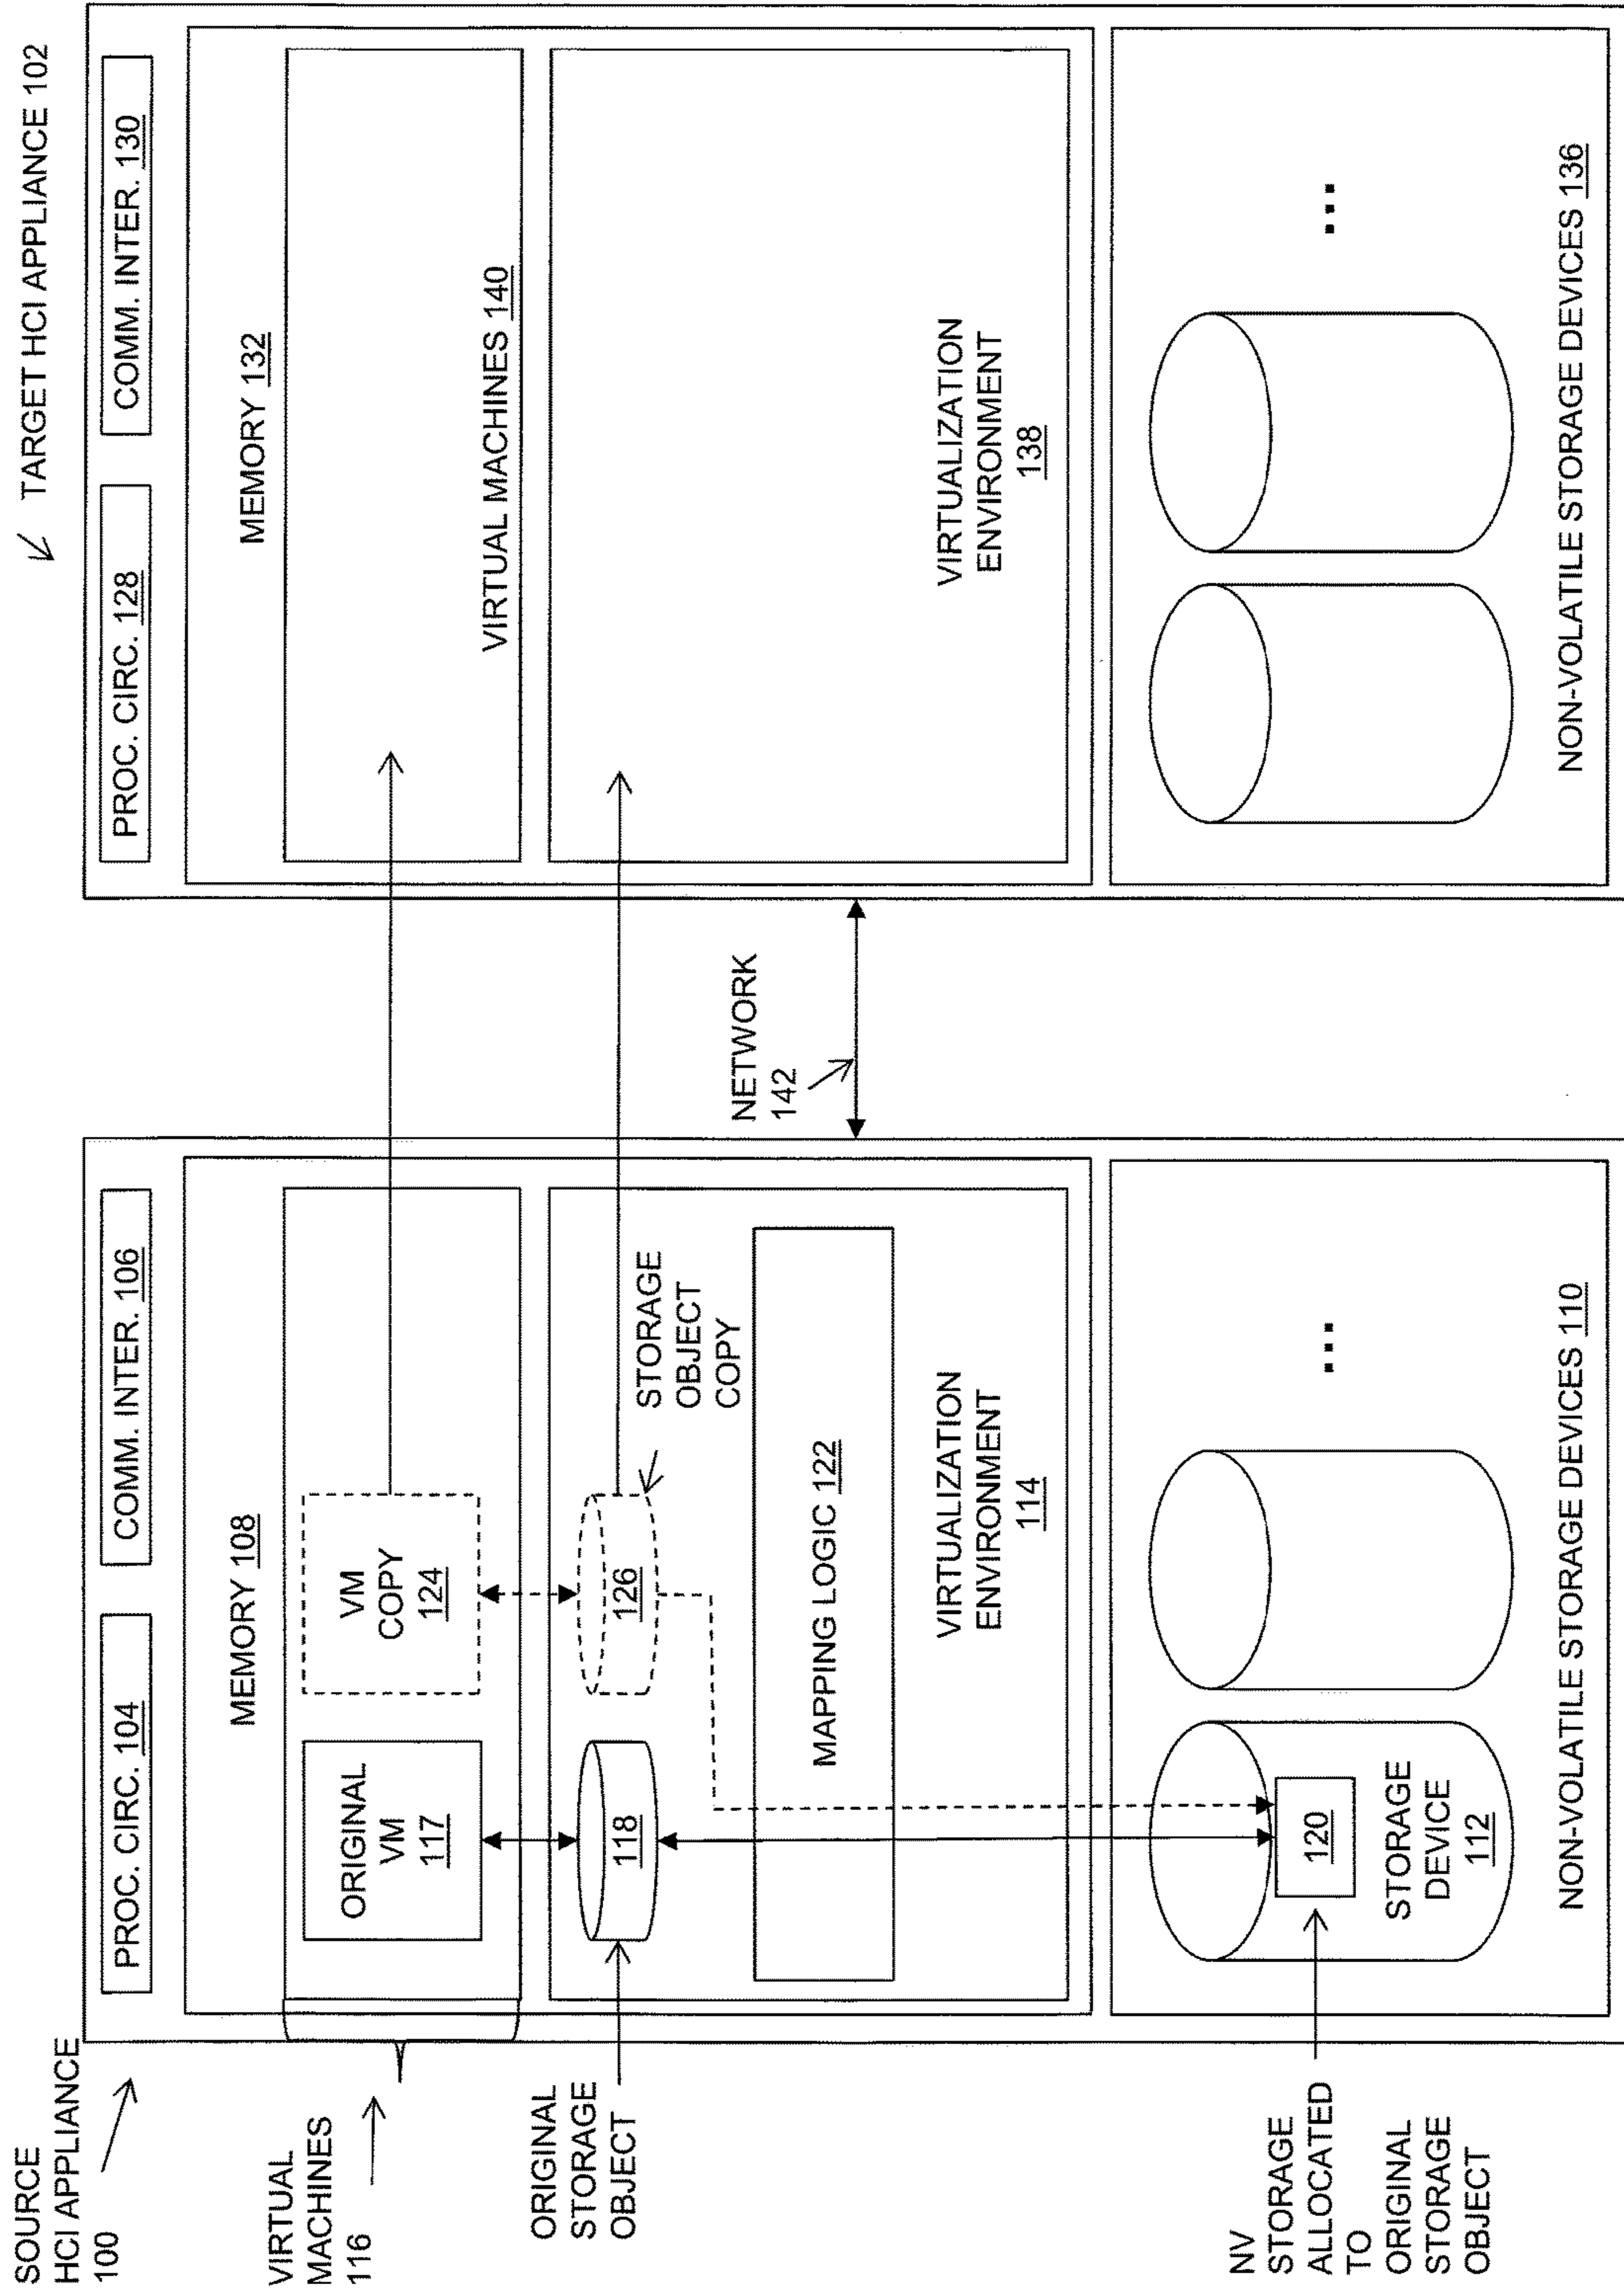 SOURCE
HCI APPLIANCE
100
PROC. CIRC. 104
COMM. INTER. 106
MEMORY 108
VIRTUAL
MACHINES
116
ORIGINAL
VM
117
VM
COPY
124
ORIGINAL
STORAGE
OBJECT
118
126
STORAGE
OBJECT
COPY
MAPPING LOGIC 122
VIRTUALIZATION
ENVIRONMENT
114
NV
STORAGE
ALLOCATED
TO
ORIGINAL
STORAGE
OBJECT
120
STORAGE
DEVICE
112
...
NON-VOLATILE STORAGE DEVICES 110
NETWORK
142
TARGET HCI APPLIANCE 102
PROC. CIRC. 128
COMM. INTER. 130
MEMORY 132
VIRTUAL MACHINES 140
VIRTUALIZATION
ENVIRONMENT
138
...
NON-VOLATILE STORAGE DEVICES 136